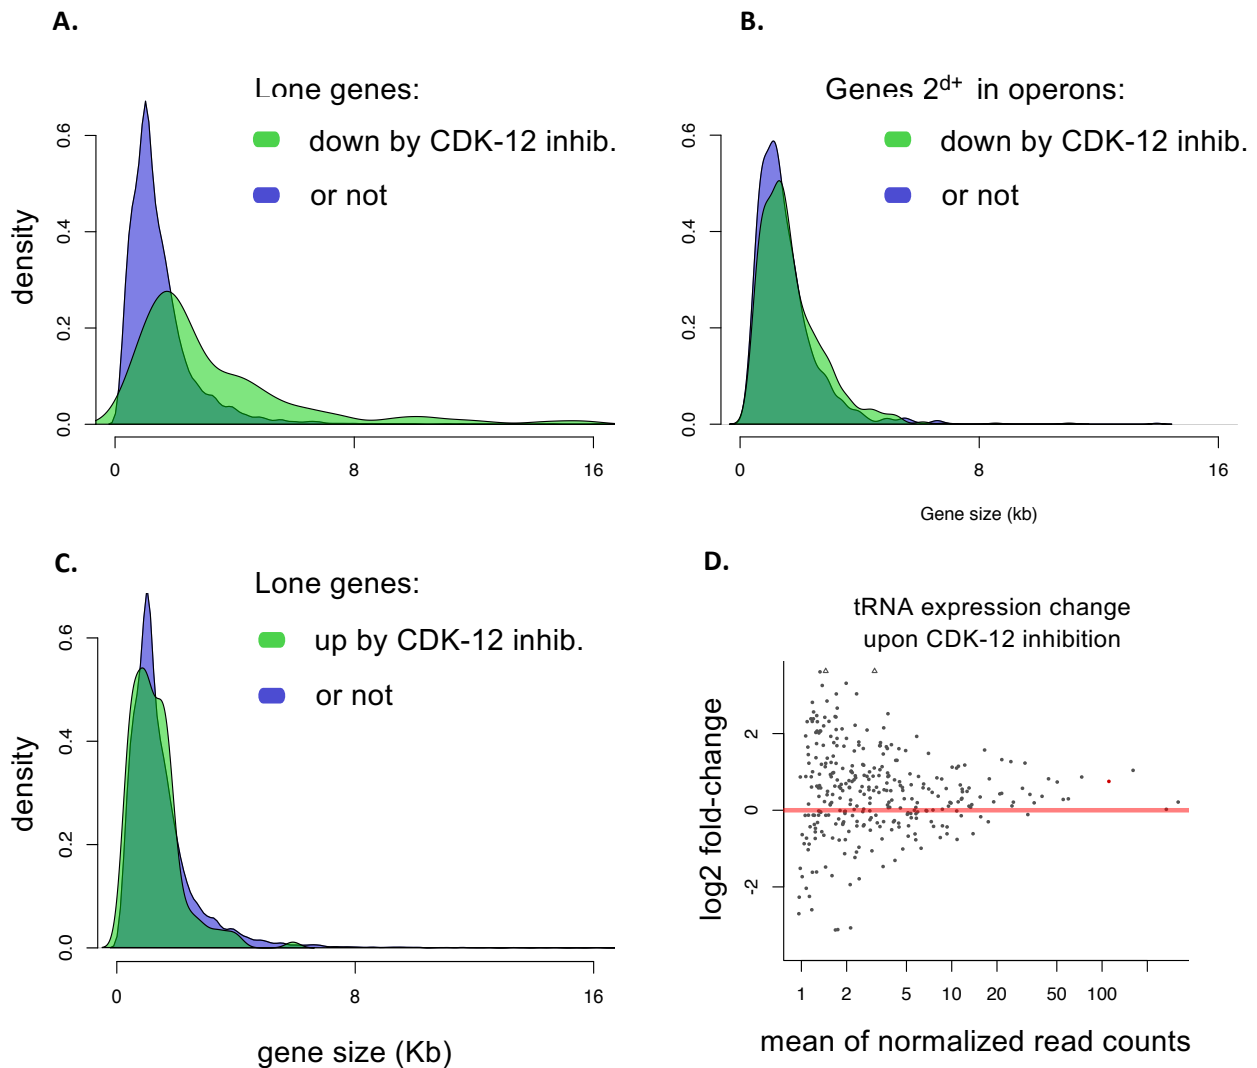 A.
Lone genes:
down by CDK-12 inhib.
or not
density
0.0
0.2
0.4
0.6
0
8
16
B.
Genes 2d+ in operons:
down by CDK-12 inhib.
or not
0.0
0.2
0.4
0.6
0
8
16
Gene size (kb)
C.
Lone genes:
up by CDK-12 inhib.
or not
density
0.0
0.2
0.4
0.6
0
8
16
gene size (Kb)
D.
tRNA expression change
upon CDK-12 inhibition
log2 fold-change
2
0
-2
1
2
5
10
20
50
100
mean of normalized read counts